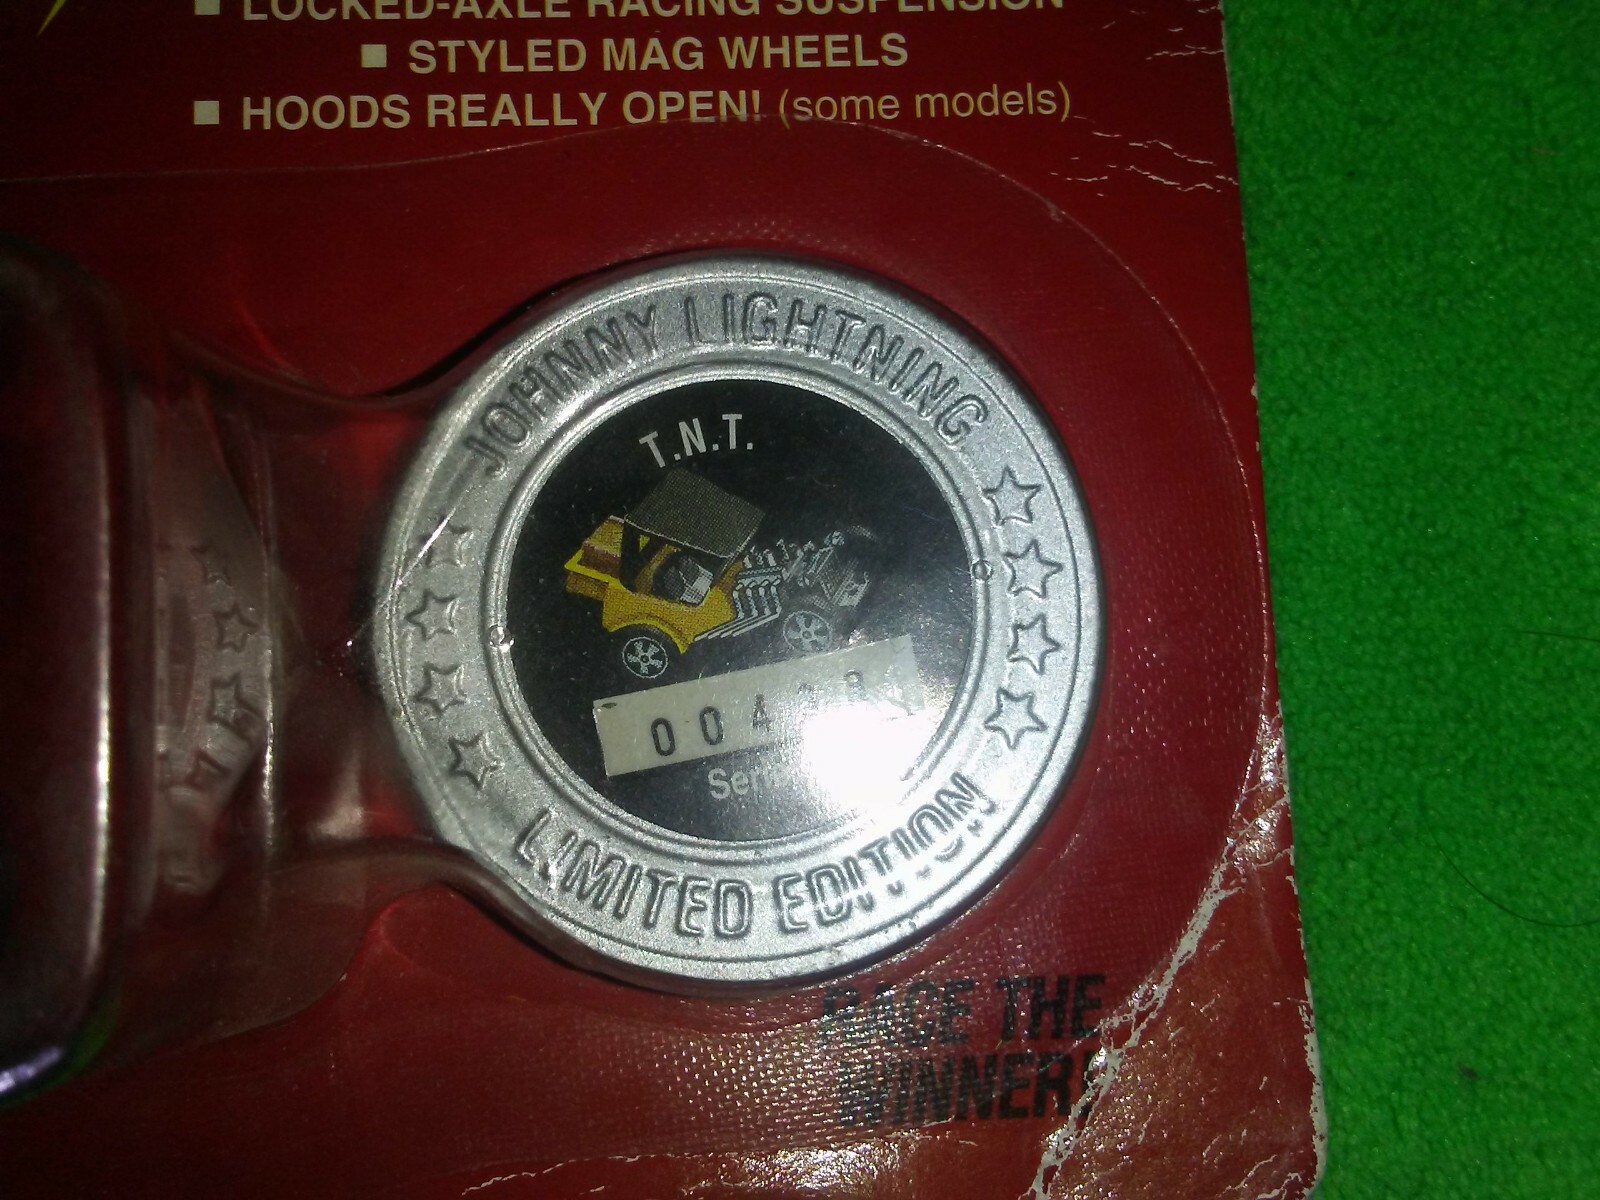 LOCKED-AXLE RACING SUSPENSION
STYLED MAG WHEELS
HOODS REALLY OPEN! (some models)
JOHNNY LIGHTNING
T.N.T.
LIMITED EDITION
RACE THE
WINNER!